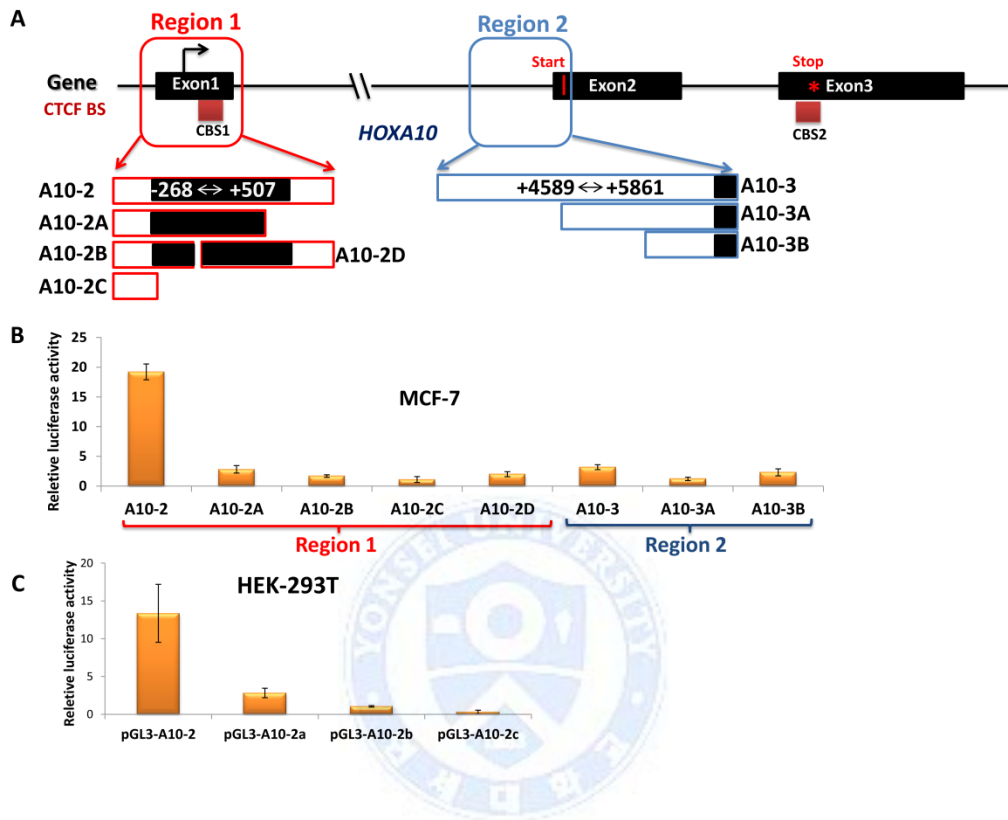 A
Region 1
Region 2
Start
Stop
Gene
Exon1
Exon2
* Exon3
CTCF BS
CBS1
HOXA10
CBS2
A10-2
-268 ↔ +507
+4589 ↔ +5861
A10-3
A10-2A
A10-3A
A10-2B
A10-2D
A10-3B
A10-2C
B
Reletive luciferase activity
25
20
15
10
5
0
MCF-7
A10-2 A10-2A A10-2B A10-2C A10-2D A10-3 A10-3A A10-3B
Region 1
Region 2
C
Reletive luciferase activity
20
15
10
5
0
HEK-293T
pGL3-A10-2 pGL3-A10-2a pGL3-A10-2b pGL3-A10-2c
YONSEI UNIVERSITY